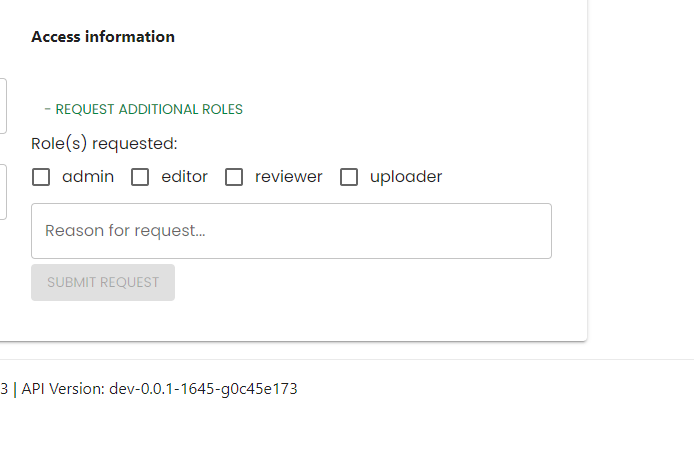 Access information
- REQUEST ADDITIONAL ROLES
Role(s) requested:
admin editor reviewer uploader
Reason for request...
SUBMIT REQUEST
3 | API Version: dev-0.0.1-1645-g0c45e173